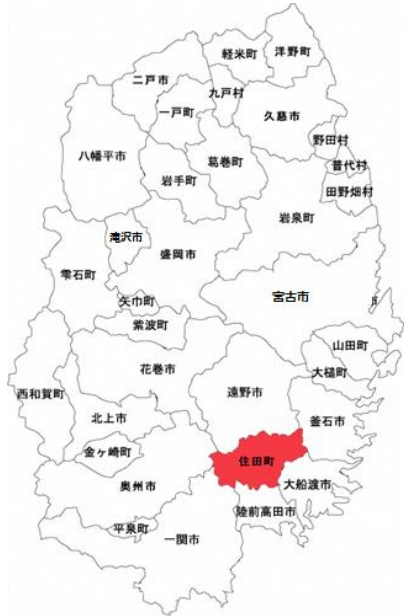 軽米町
洋野町
二戸市
九戸村
一戸町
久慈市
野田村
八幡平市
葛巻町
普代村
岩手町
田野畑村
岩泉町
滝沢市
盛岡市
雫石町
宮古市
矢巾町
紫波町
山田町
花巻市
大槌町
西和賀町
遠野市
北上市
釜石市
金ヶ崎町
住田町
奥州市
大船渡市
陸前高田市
平泉町
一関市